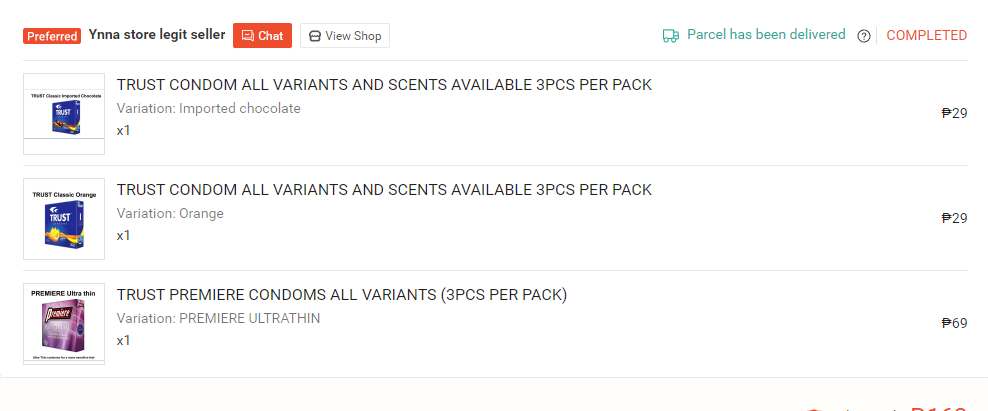 Preferred Ynna store legit seller Chat View Shop Parcel has been delivered ? COMPLETED
TRUST Classic Imported Chocolate
TRUST
TRUST CONDOM ALL VARIANTS AND SCENTS AVAILABLE 3PCS PER PACK
Variation: Imported chocolate
x1
₱29
TRUST Classic Orange
TRUST
TRUST CONDOM ALL VARIANTS AND SCENTS AVAILABLE 3PCS PER PACK
Variation: Orange
x1
₱29
PREMIERE Ultra thin
Premiere
TRUST PREMIERE CONDOMS ALL VARIANTS (3PCS PER PACK)
Variation: PREMIERE ULTRATHIN
x1
₱69